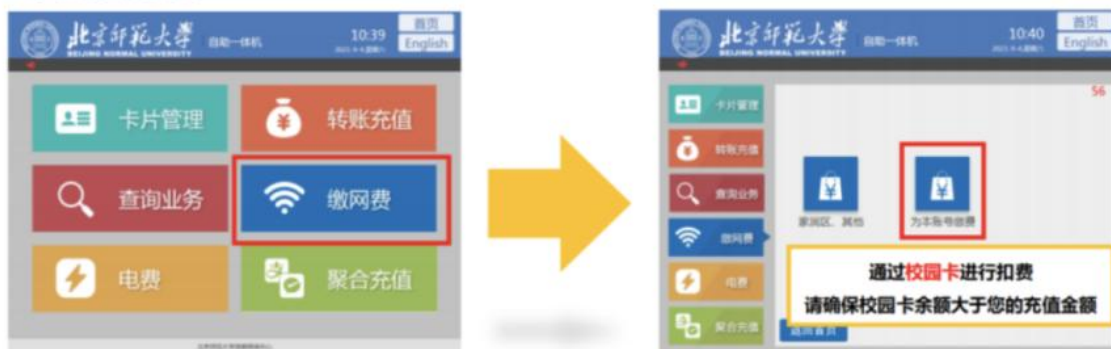 北京师范大学
BEIJING NORMAL UNIVERSITY
自助一体机
10:39
首页
English
卡片管理
转账充值
查询业务
缴网费
电费
聚合充值
北京师范大学
BEIJING NORMAL UNIVERSITY
自助一体机
10:40
首页
English
56
卡片管理
转账充值
查询业务
缴网费
电费
聚合充值
家润区、其他
为本账号缴费
通过校园卡进行扣费
请确保校园卡余额大于您的充值金额
返回首页